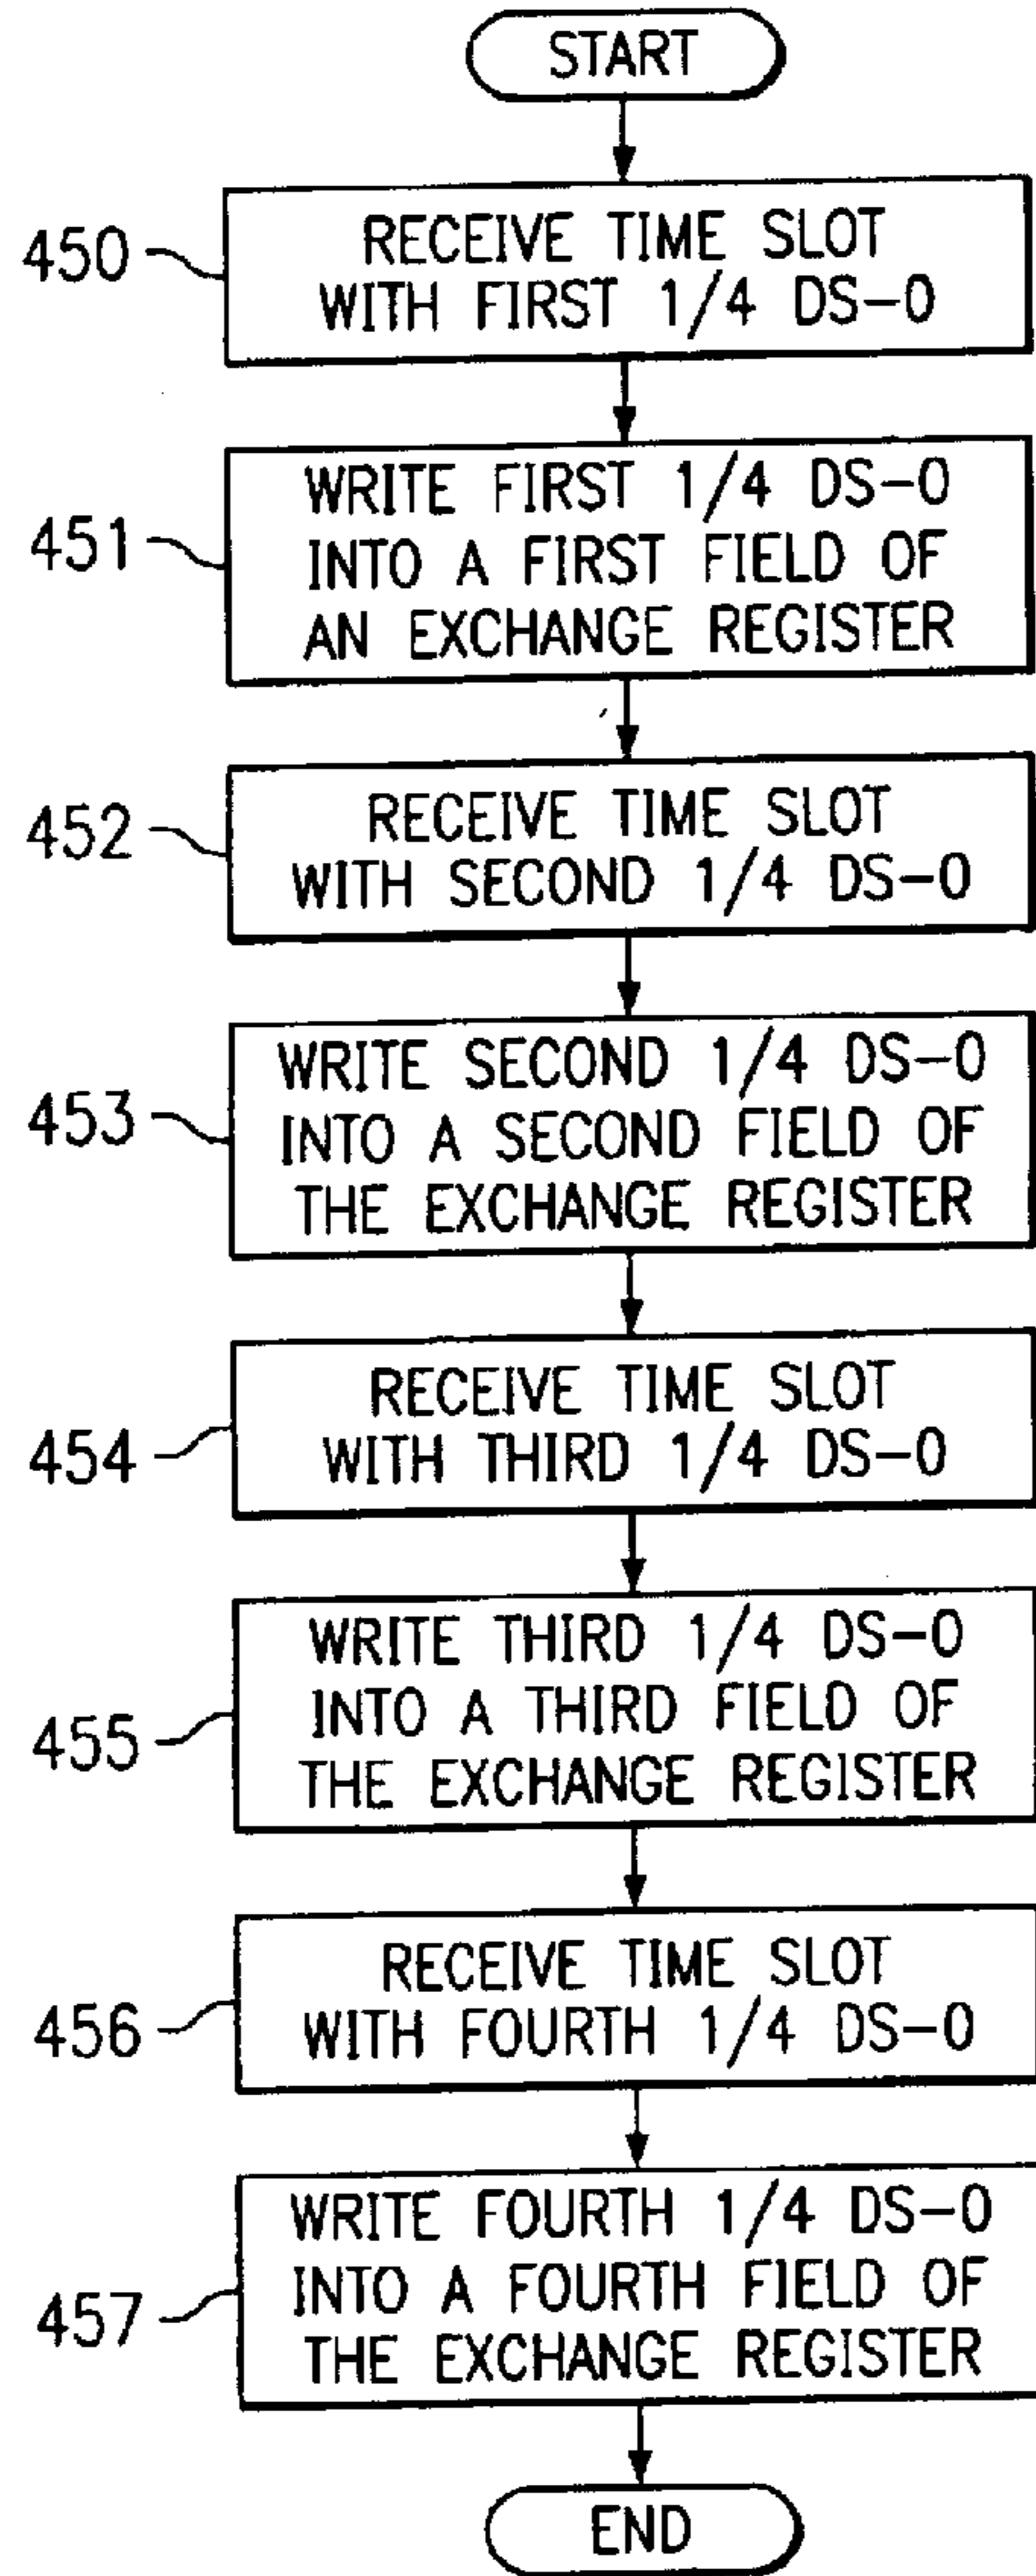 START
450
RECEIVE TIME SLOT
WITH FIRST 1/4 DS-0
451
WRITE FIRST 1/4 DS-0
INTO A FIRST FIELD OF
AN EXCHANGE REGISTER
452
RECEIVE TIME SLOT
WITH SECOND 1/4 DS-0
453
WRITE SECOND 1/4 DS-0
INTO A SECOND FIELD OF
THE EXCHANGE REGISTER
454
RECEIVE TIME SLOT
WITH THIRD 1/4 DS-0
455
WRITE THIRD 1/4 DS-0
INTO A THIRD FIELD OF
THE EXCHANGE REGISTER
456
RECEIVE TIME SLOT
WITH FOURTH 1/4 DS-0
457
WRITE FOURTH 1/4 DS-0
INTO A FOURTH FIELD OF
THE EXCHANGE REGISTER
END